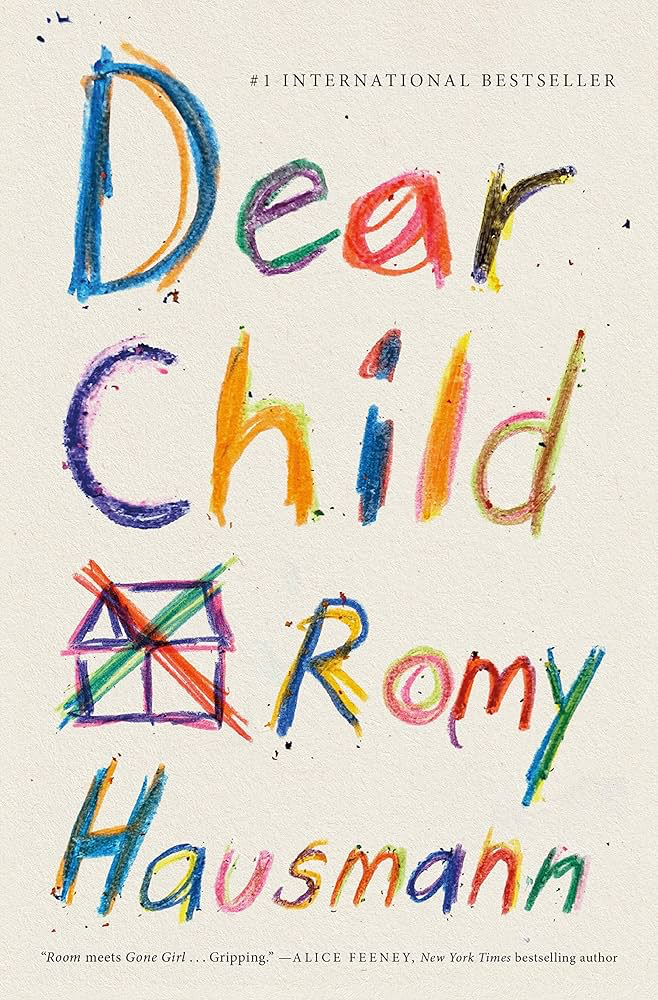 #1 INTERNATIONAL BESTSELLER
Dear
Child
Romy
Hausmann
“Room meets Gone Girl . . . Gripping.” —ALICE FEENEY, New York Times bestselling author